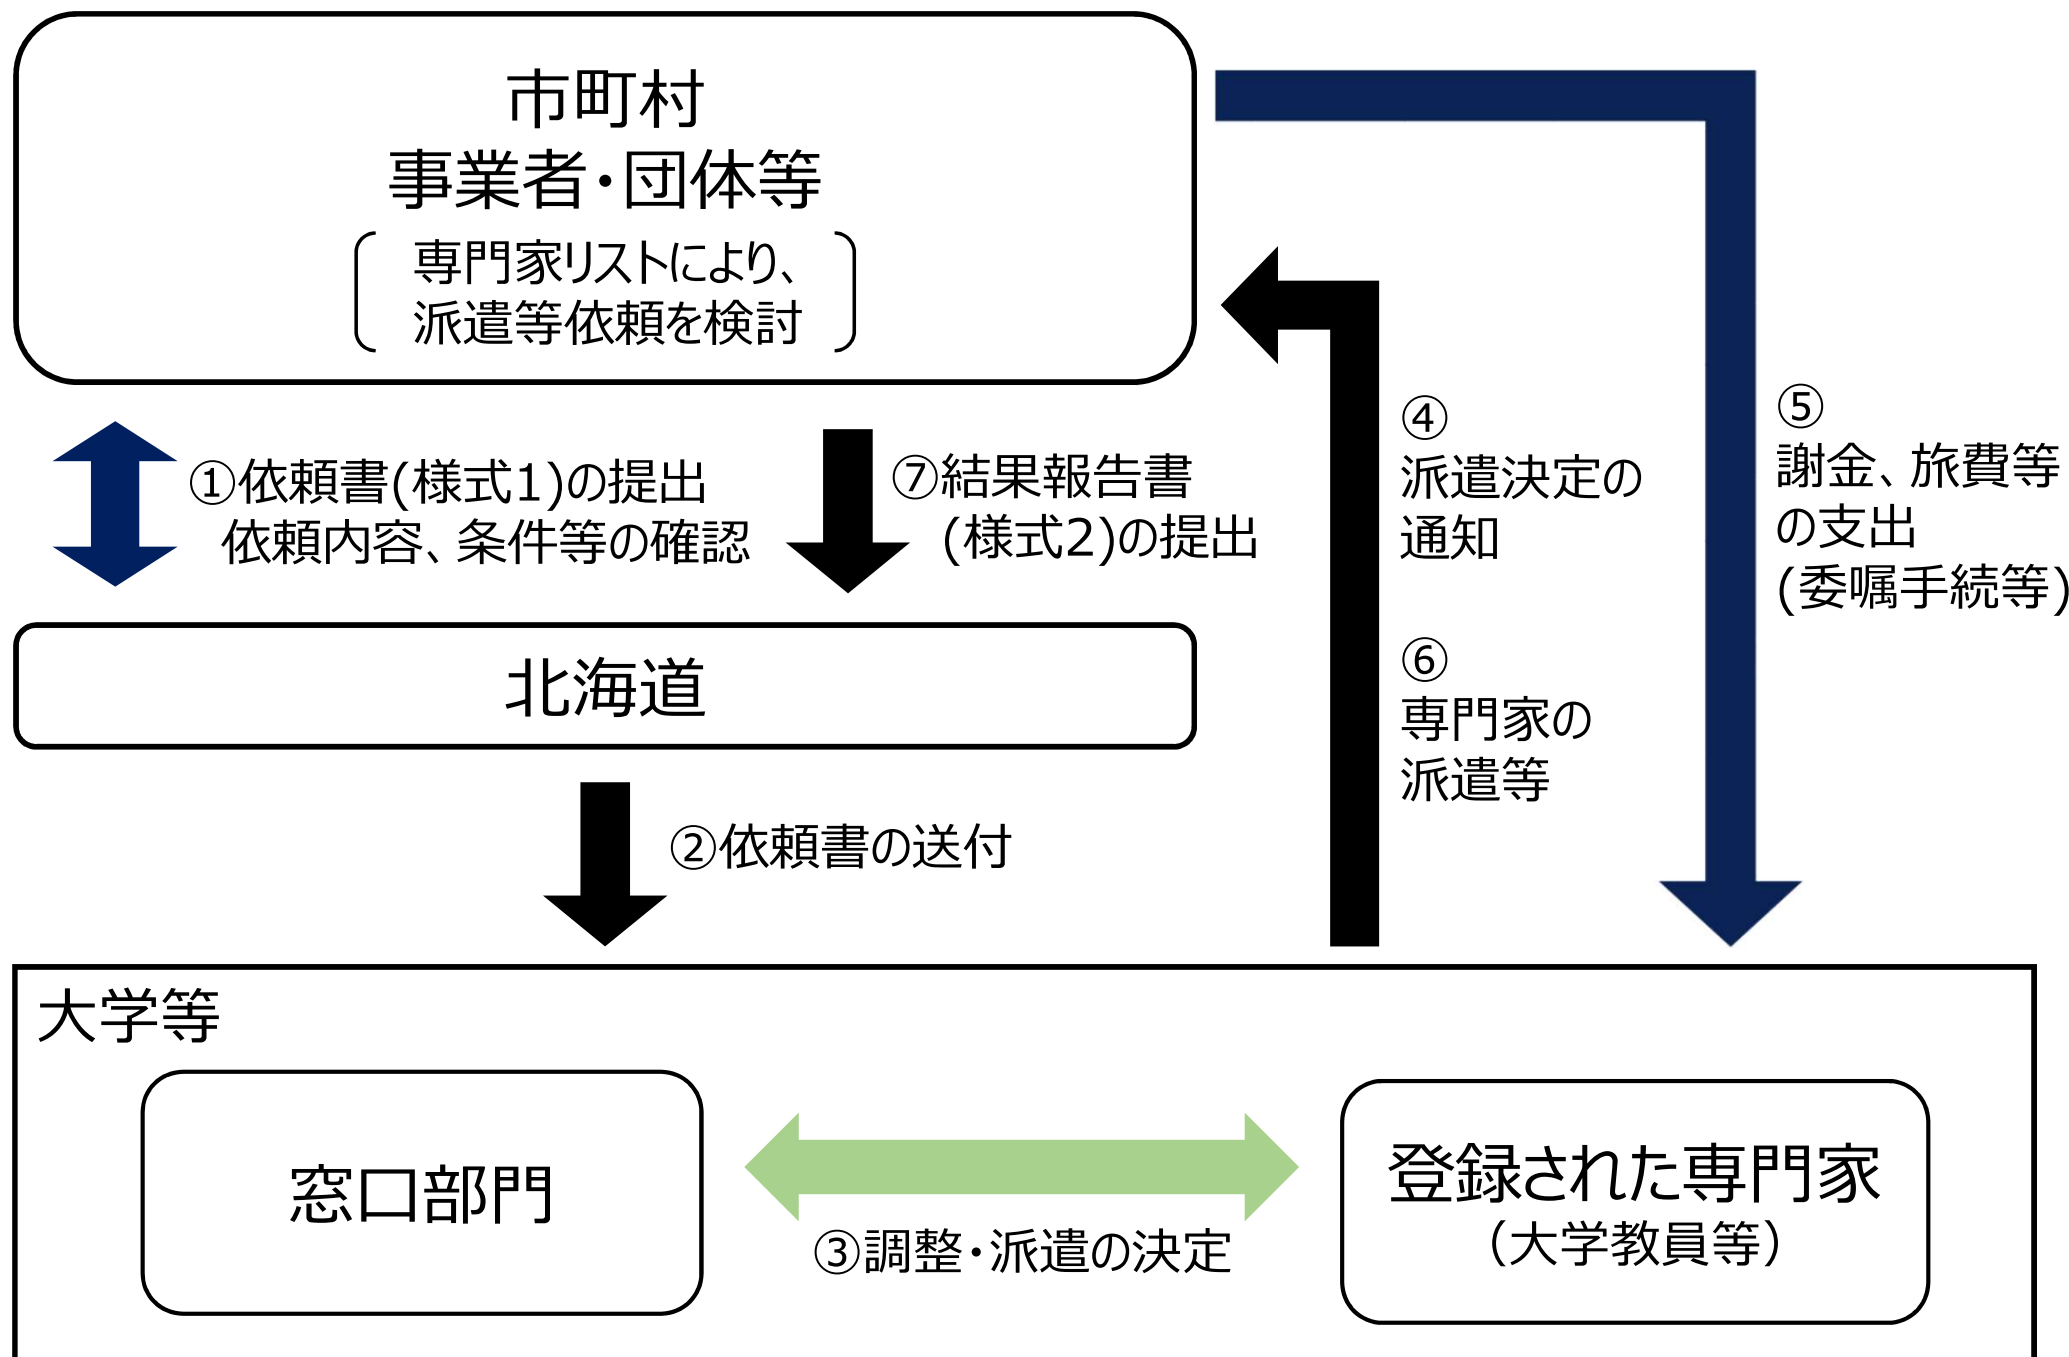 市町村
事業者・団体等
専門家リストにより、
派遣等依頼を検討
①依頼書(様式1)の提出
依頼内容、条件等の確認
⑦結果報告書
(様式2)の提出
④
派遣決定の
通知
⑤
謝金、旅費等
の支出
(委嘱手続等)
北海道
⑥
専門家の
派遣等
②依頼書の送付
大学等
窓口部門
③調整・派遣の決定
登録された専門家
（大学教員等）